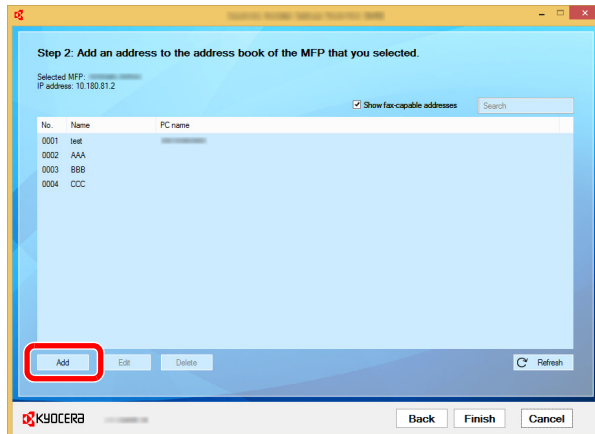 Step 2: Add an address to the address book of the MFP that you selected.
Selected MFP:
IP address: 10.180.81.2
Show fax-capable addresses Search
No. Name PC name
0001 test
0002 AAA
0003 BBB
0004 CCC
Add Edit Delete Refresh
KYOCERA Back Finish Cancel